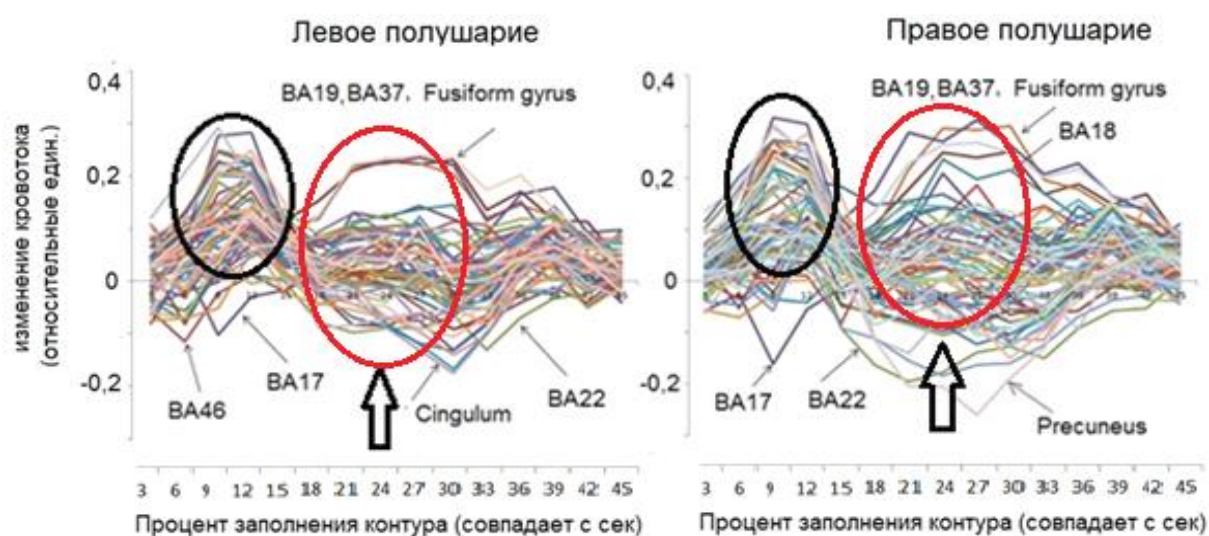 Левое полушарие
Правое полушарие
изменение кровотока
(относительные един.)
0,4
0,2
0
-0,2
BA19,BA37. Fusiform gyrus
BA46
BA17
Cingulum
BA22
3 6 9 12 15 18 21 24 27 30 33 36 39 42 45
Процент заполнения контура (совпадает с сек)
0,4
0,2
0
-0,2
BA19,BA37. Fusiform gyrus
BA18
BA17
BA22
Precuneus
3 6 9 12 15 18 21 24 27 30 33 36 39 42 45
Процент заполнения контура (совпадает с сек)